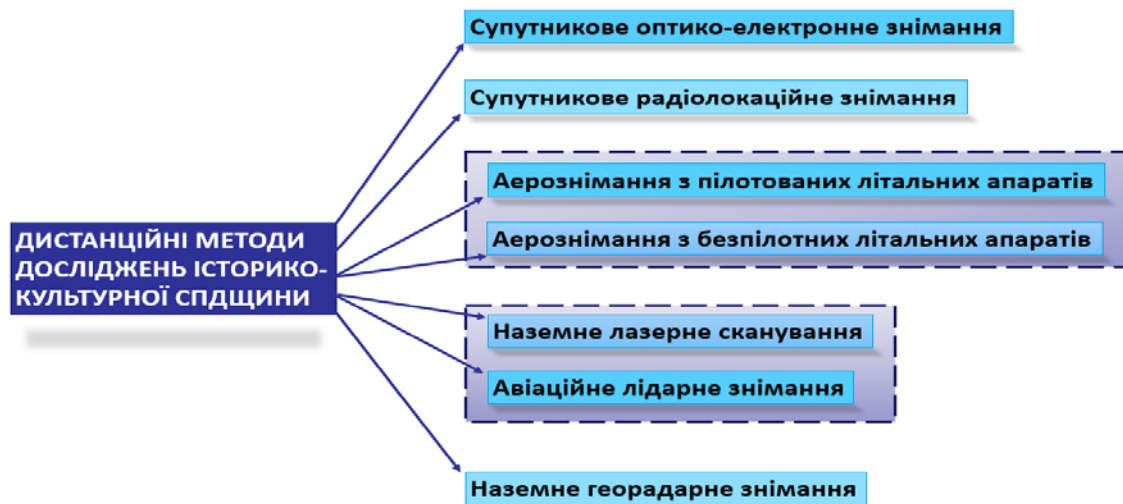 Супутникове оптико-електронне знімання
Супутникове радіолокаційне знімання
Аерознімання з пілотованих літальних апаратів
Аерознімання з безпілотних літальних апаратів
ДИСТАНЦІЙНІ МЕТОДИ
ДОСЛІДЖЕНЬ ІСТОРИКО-
КУЛЬТУРНОЇ СПДЩИНИ
Наземне лазерне сканування
Авіаційне лідарне знімання
Наземне георадарне знімання